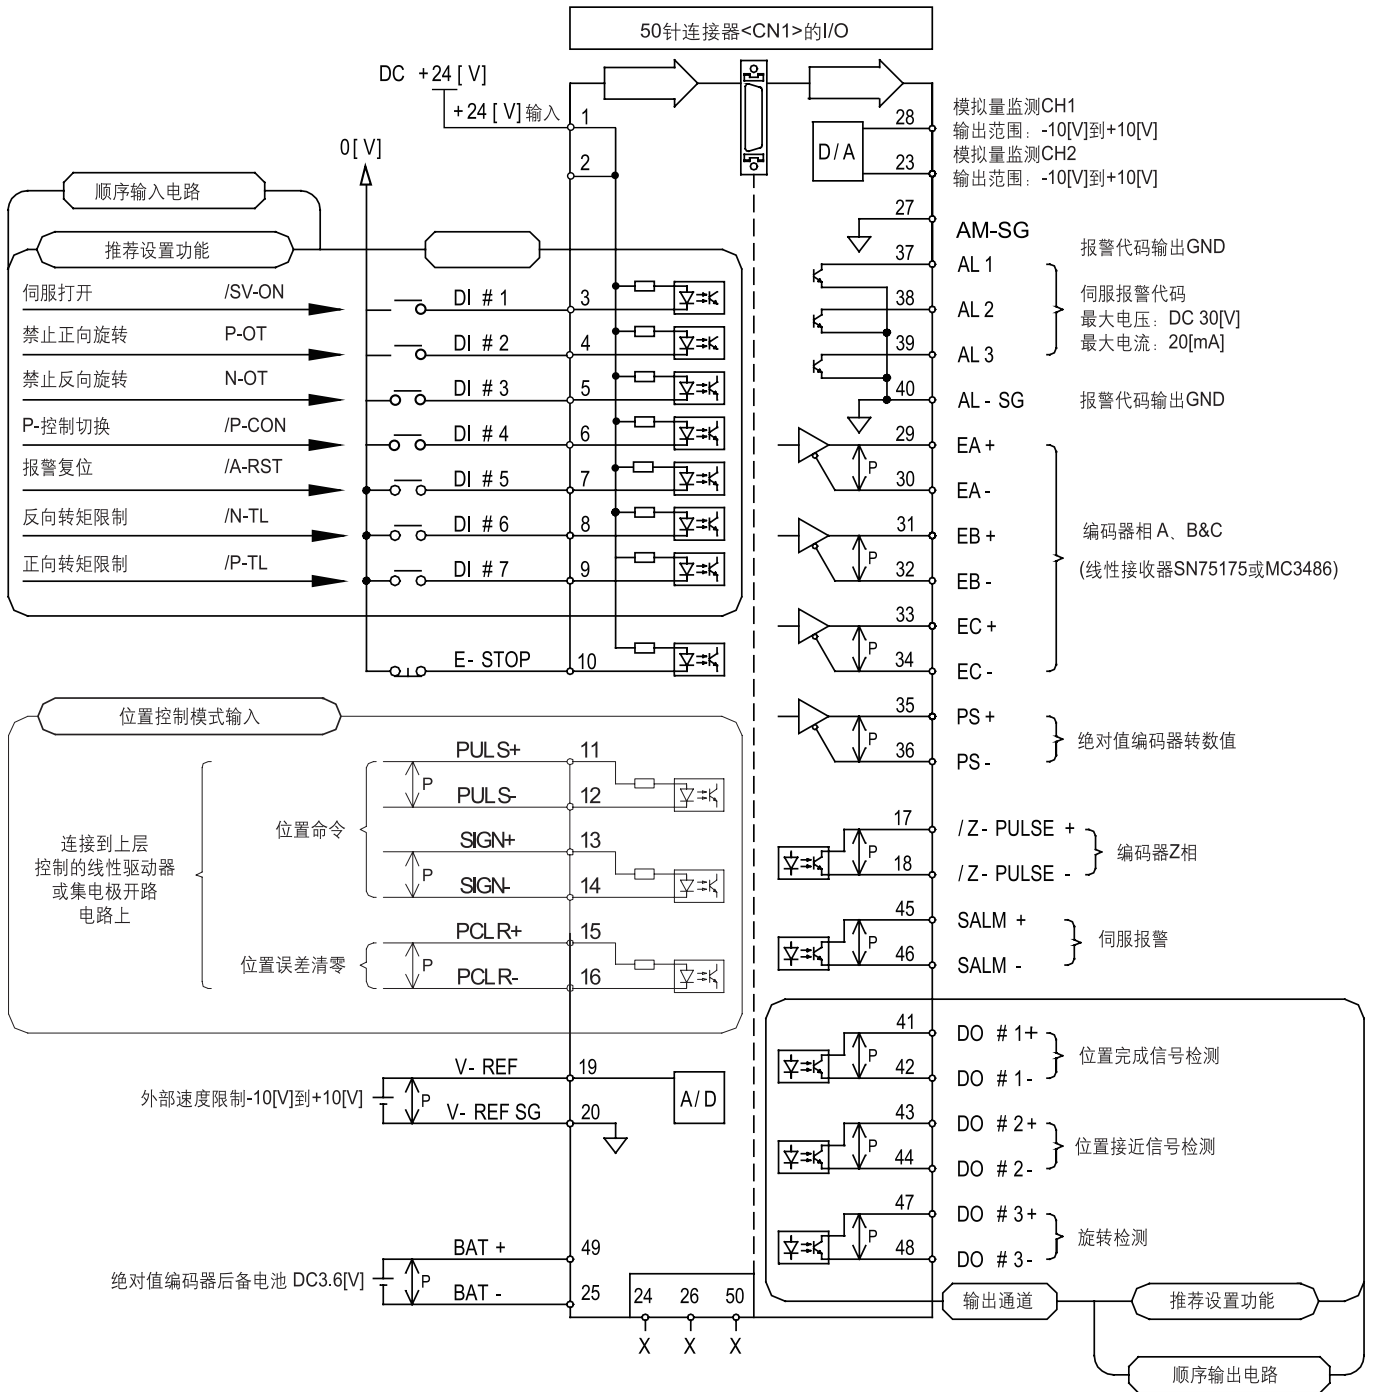 50针连接器<CN1>的I/O
DC +24[V]
+24[V]输入
1
2
0[V]
顺序输入电路
推荐设置功能
伺服打开 /SV-ON DI #1 3
禁止正向旋转 P-OT DI #2 4
禁止反向旋转 N-OT DI #3 5
P-控制切换 /P-CON DI #4 6
报警复位 /A-RST DI #5 7
反向转矩限制 /N-TL DI #6 8
正向转矩限制 /P-TL DI #7 9
E-STOP 10
位置控制模式输入
连接到上层
控制的线性驱动器
或集电极开路
电路上
位置命令
PULS+ 11
P
PULS- 12
SIGN+ 13
P
SIGN- 14
位置误差清零
PCLR+ 15
P
PCLR- 16
外部速度限制-10[V]到+10[V]
V-REF 19
P
A/D
V-REF SG 20
绝对值编码器后备电池 DC3.6[V]
BAT + 49
P
BAT - 25
24 26 50
X X X
D/A
28 模拟量监测CH1
输出范围：-10[V]到+10[V]
23 模拟量监测CH2
输出范围：-10[V]到+10[V]
27 AM-SG 报警代码输出GND
37 AL1
38 AL2
39 AL3
伺服报警代码
最大电压：DC 30[V]
最大电流：20[mA]
40 AL-SG 报警代码输出GND
29 EA+
P
30 EA-
31 EB+
P
32 EB-
33 EC+
P
34 EC-
编码器相 A、B&C
(线性接收器SN75175或MC3486)
35 PS+
P
36 PS-
绝对值编码器转数值
17 /Z-PULSE +
P
18 /Z-PULSE -
编码器Z相
45 SALM +
P
46 SALM -
伺服报警
41 DO #1+
P
42 DO #1-
位置完成信号检测
43 DO #2+
P
44 DO #2-
位置接近信号检测
47 DO #3+
P
48 DO #3-
旋转检测
输出通道
推荐设置功能
顺序输出电路